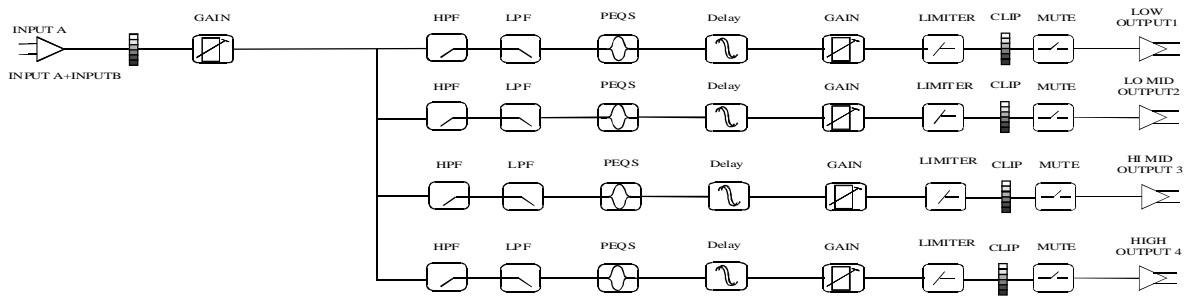 INPUT A
INPUT A+INPUTB
GAIN
HPF LPF PEQS Delay GAIN LIMITER CLIP MUTE LOW
OUTPUT1
HPF LPF PEQS Delay GAIN LIMITER CLIP MUTE LO MID
OUTPUT2
HPF LPF PEQS Delay GAIN LIMITER CLIP MUTE HI MID
OUTPUT 3
HPF LPF PEQS Delay GAIN LIMITER CLIP MUTE HIGH
OUTPUT 4